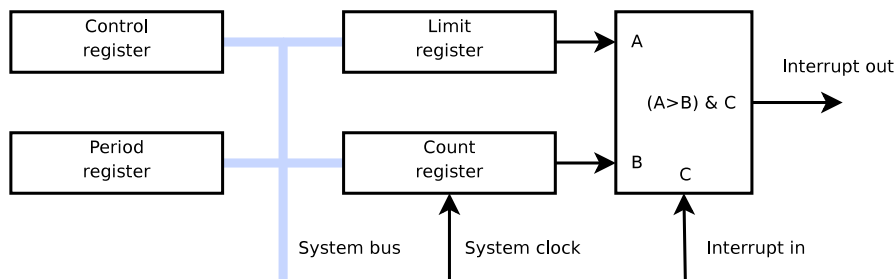 Control
register
Limit
register
A
Interrupt out
(A>B) & C
Period
register
Count
register
B
C
System bus
System clock
Interrupt in